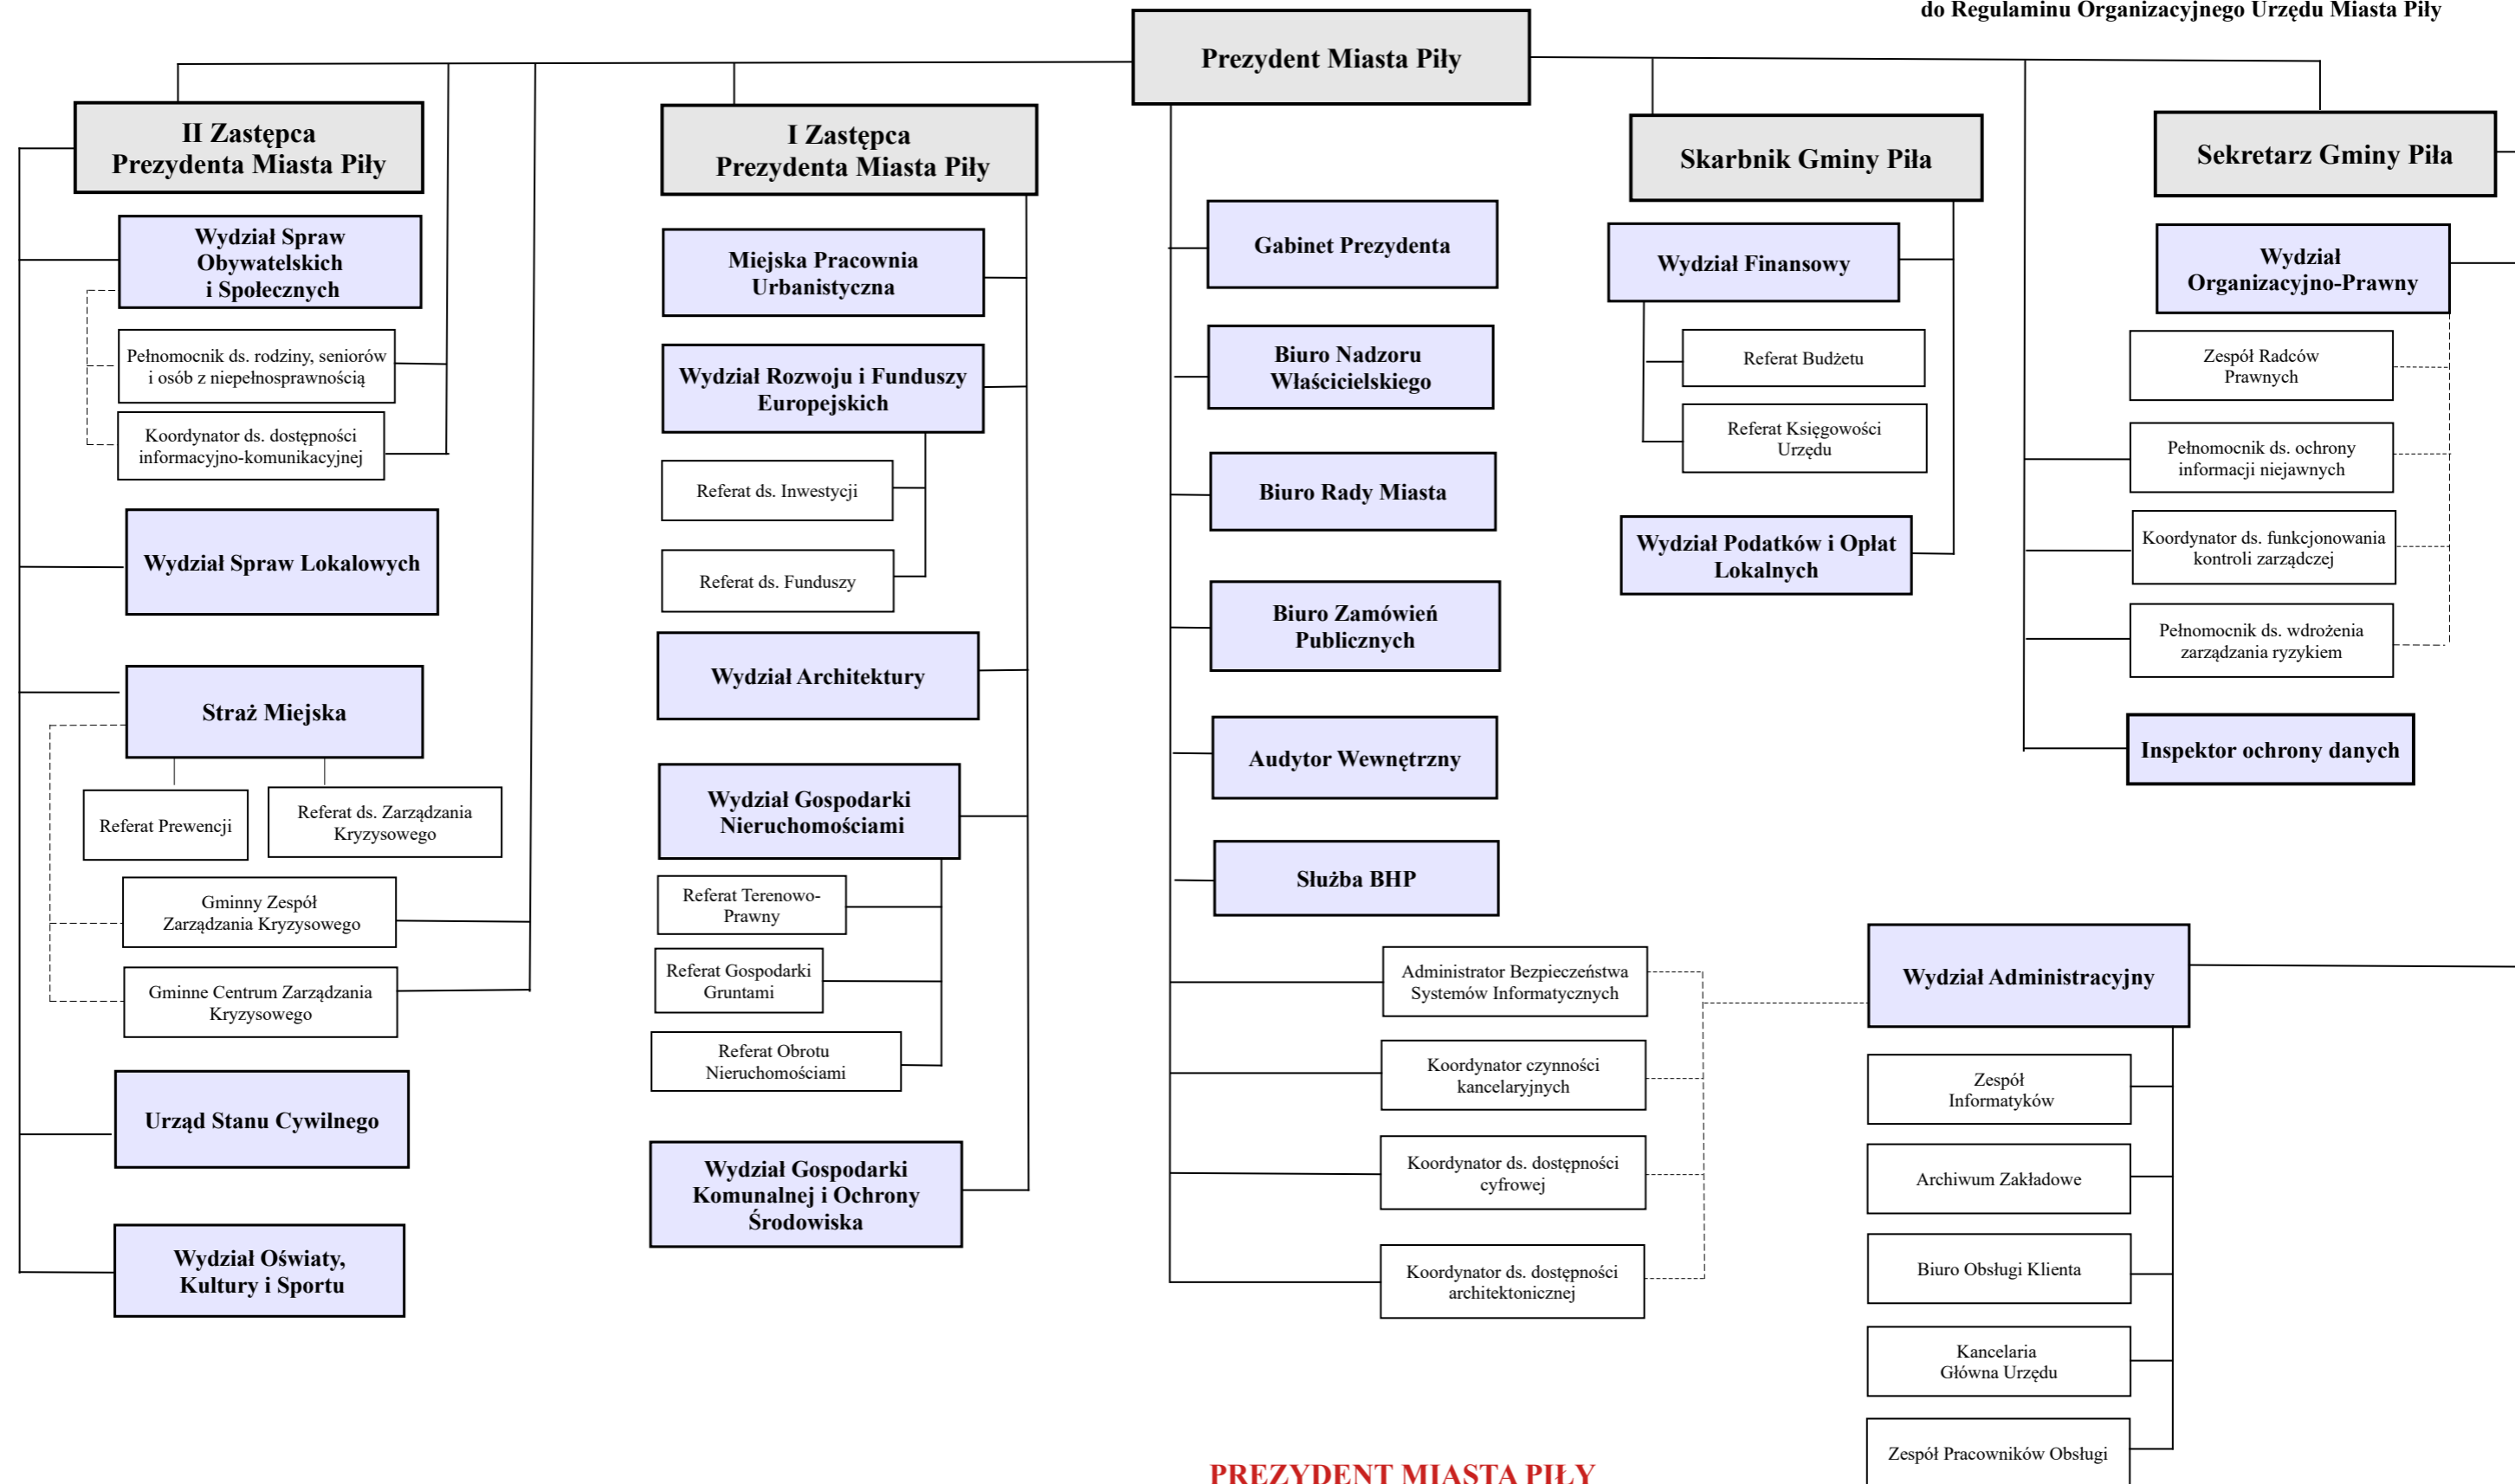 do Regulaminu Organizacyjnego Urzędu Miasta Piły
Prezydent Miasta Piły
II Zastępca
Prezydenta Miasta Piły
I Zastępca
Prezydenta Miasta Piły
Skarbnik Gminy Piła
Sekretarz Gminy Piła
Wydział Spraw
Obywatelskich
i Społecznych
Pełnomocnik ds. rodziny, seniorów
i osób z niepełnosprawnością
Koordynator ds. dostępności
informacyjno-komunikacyjnej
Wydział Spraw Lokalowych
Straż Miejska
Referat Prewencji
Referat ds. Zarządzania
Kryzysowego
Gminny Zespół
Zarządzania Kryzysowego
Gminne Centrum Zarządzania
Kryzysowego
Urząd Stanu Cywilnego
Wydział Oświaty,
Kultury i Sportu
Miejska Pracownia
Urbanistyczna
Wydział Rozwoju i Funduszy
Europejskich
Referat ds. Inwestycji
Referat ds. Funduszy
Wydział Architektury
Wydział Gospodarki
Nieruchomościami
Referat Terenowo-
Prawny
Referat Gospodarki
Gruntami
Referat Obrotu
Nieruchomościami
Wydział Gospodarki
Komunalnej i Ochrony
Środowiska
Gabinet Prezydenta
Biuro Nadzoru
Właścicielskiego
Biuro Rady Miasta
Biuro Zamówień
Publicznych
Audytor Wewnętrzny
Służba BHP
Administrator Bezpieczeństwa
Systemów Informatycznych
Koordynator czynności
kancelaryjnych
Koordynator ds. dostępności
cyfrowej
Koordynator ds. dostępności
architektonicznej
Wydział Finansowy
Referat Budżetu
Referat Księgowości
Urzędu
Wydział Podatków i Opłat
Lokalnych
Wydział
Organizacyjno-Prawny
Zespół Radców
Prawnych
Pełnomocnik ds. ochrony
informacji niejawnych
Koordynator ds. funkcjonowania
kontroli zarządczej
Pełnomocnik ds. wdrożenia
zarządzania ryzykiem
Inspektor ochrony danych
Wydział Administracyjny
Zespół
Informatyków
Archiwum Zakładowe
Biuro Obsługi Klienta
Kancelaria
Główna Urzędu
Zespół Pracowników Obsługi
PREZYDENT MIASTA PIŁY